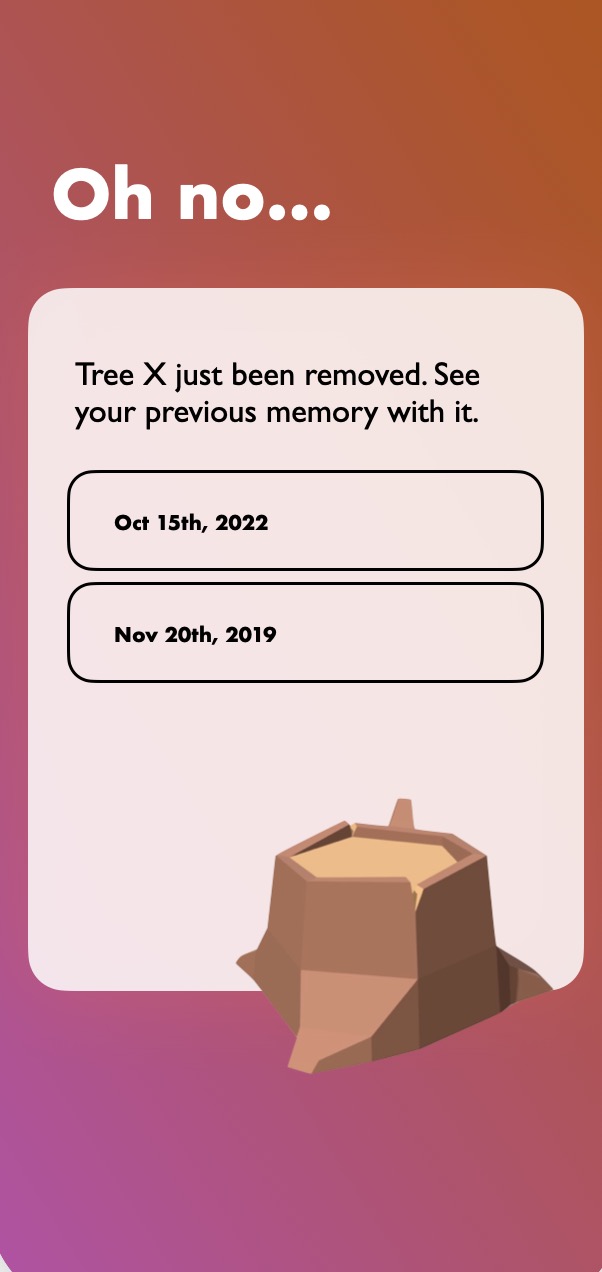 Oh no...
Tree X just been removed. See
your previous memory with it.
Oct 15th, 2022
Nov 20th, 2019